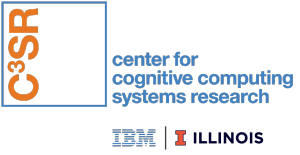 C³SR
center for
cognitive computing
systems research
IBM | I ILLINOIS